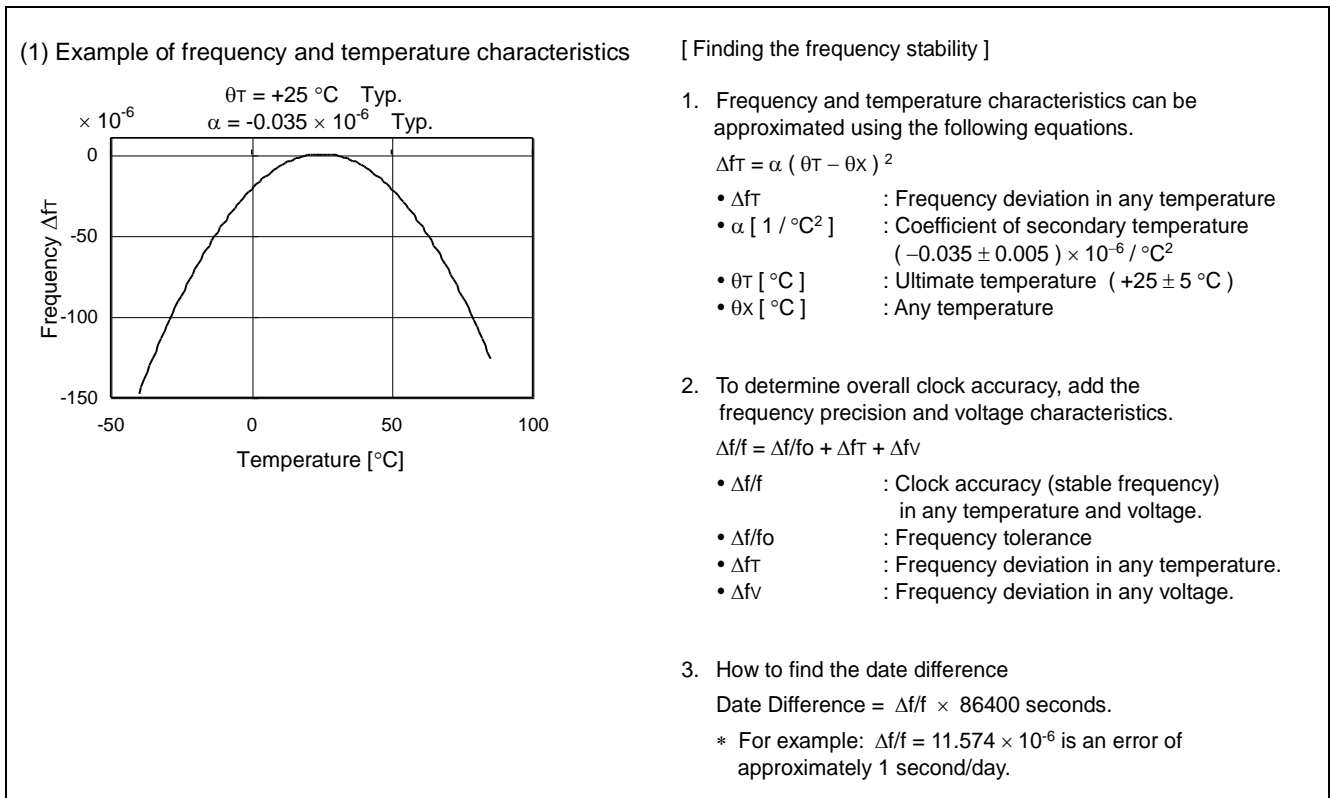 (1) Example of frequency and temperature characteristics
θT = +25 °C Typ.
α = -0.035 × 10-6 Typ.
× 10-6
0
-50
-100
-150
Frequency ΔfT
-50
0
50
100
Temperature [°C]
[ Finding the frequency stability ]
1. Frequency and temperature characteristics can be
approximated using the following equations.
ΔfT = α ( θT − θX ) 2
• ΔfT : Frequency deviation in any temperature
• α [ 1 / °C2 ] : Coefficient of secondary temperature
( −0.035 ± 0.005 ) × 10−6 / °C2
• θT [ °C ] : Ultimate temperature ( +25 ± 5 °C )
• θX [ °C ] : Any temperature
2. To determine overall clock accuracy, add the
frequency precision and voltage characteristics.
Δf/f = Δf/fo + ΔfT + ΔfV
• Δf/f : Clock accuracy (stable frequency)
in any temperature and voltage.
• Δf/fo : Frequency tolerance
• ΔfT : Frequency deviation in any temperature.
• ΔfV : Frequency deviation in any voltage.
3. How to find the date difference
Date Difference = Δf/f × 86400 seconds.
* For example: Δf/f = 11.574 × 10-6 is an error of
approximately 1 second/day.